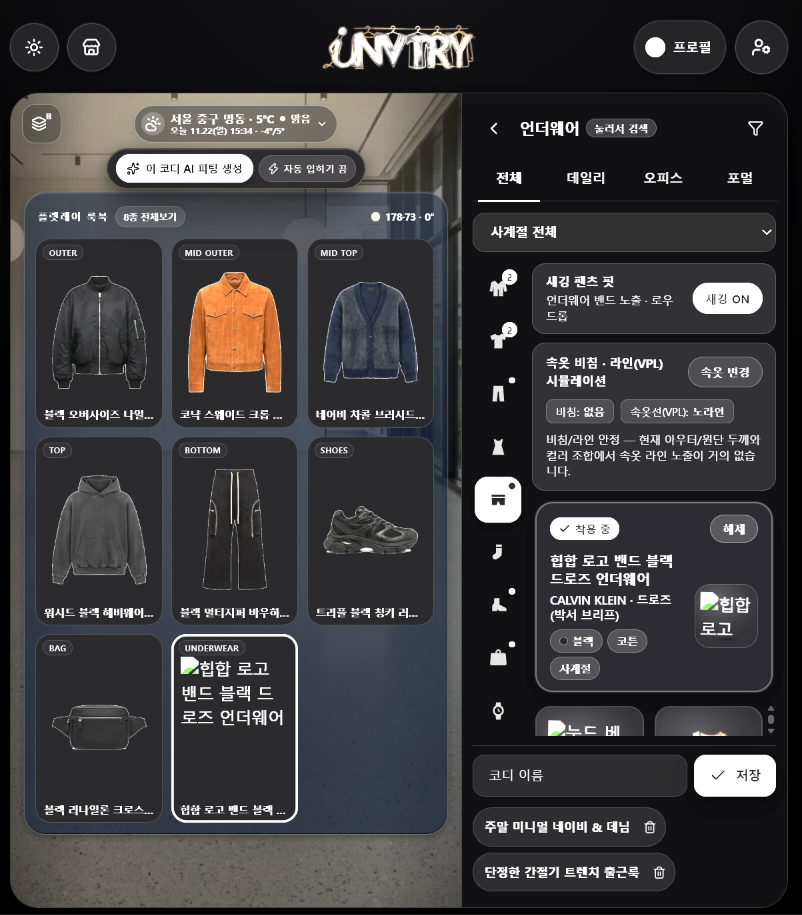 iNVTRY
프로필
8
서울 중구 명동 · 5°C ● 맑음
오늘 11.22(일) 15:34 · -4°/5°
이 코디 AI 피팅 생성
자동 입히기 끔
플랫레이 룩북
8종 전체보기
178·73 · 0°
OUTER
MID OUTER
MID TOP
블랙 오버사이즈 나일...
코냑 스웨이드 크롭 ...
네이비 차콜 브러시드...
TOP
BOTTOM
SHOES
워시드 블랙 헤비웨이...
블랙 멀티지퍼 바우히...
트리플 블랙 청키 러...
BAG
UNDERWEAR
힙합 로고
밴드 블랙 드
로즈 언더웨어
블랙 리나일론 크로스...
힙합 로고 밴드 블랙 ...
언더웨어
눌러서 검색
전체
데일리
오피스
포멀
사계절 전체
2
2
새깅 팬츠 핏
언더웨어 밴드 노출 · 로우
드롭
새깅 ON
속옷 비침 · 라인(VPL)
시뮬레이션
속옷 변경
비침: 없음
속옷선(VPL): 노라인
비침/라인 안정 — 현재 아우터/원단 두께와
컬러 조합에서 속옷 라인 노출이 거의 없습
니다.
착용 중
해제
힙합 로고 밴드 블랙
드로즈 언더웨어
CALVIN KLEIN · 드로즈
(박서 브리프)
블랙
코튼
사계절
힙합
로고
누드 베
코디 이름
저장
주말 미니멀 네이비 & 데님
단정한 간절기 트렌치 출근룩